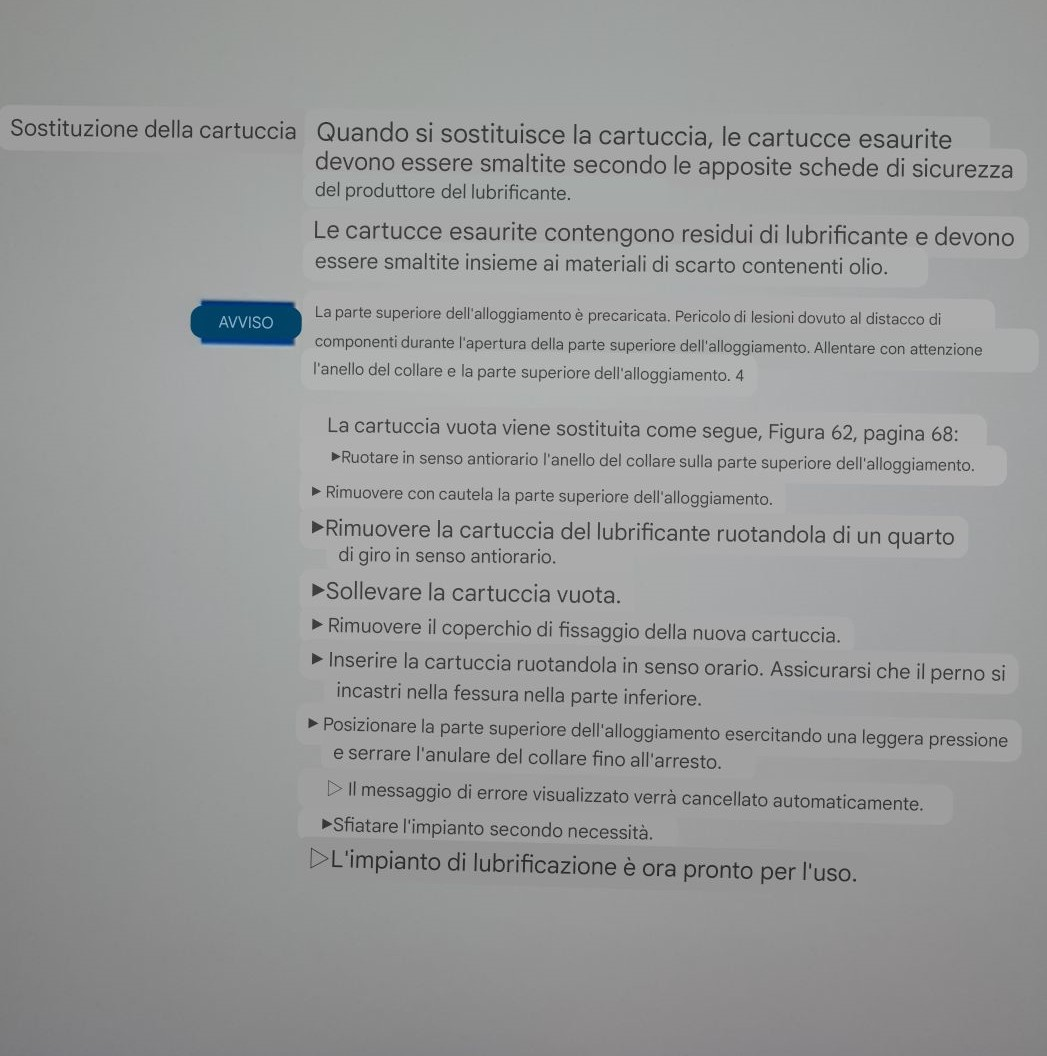 Sostituzione della cartuccia
Quando si sostituisce la cartuccia, le cartucce esaurite
devono essere smaltite secondo le apposite schede di sicurezza
del produttore del lubrificante.
Le cartucce esaurite contengono residui di lubrificante e devono
essere smaltite insieme ai materiali di scarto contenenti olio.
AVVISO
La parte superiore dell'alloggiamento è precaricata. Pericolo di lesioni dovuto al distacco di
componenti durante l'apertura della parte superiore dell'alloggiamento. Allentare con attenzione
l'anello del collare e la parte superiore dell'alloggiamento. 4
La cartuccia vuota viene sostituita come segue, Figura 62, pagina 68:
▶Ruotare in senso antiorario l'anello del collare sulla parte superiore dell'alloggiamento.
▶ Rimuovere con cautela la parte superiore dell'alloggiamento.
▶Rimuovere la cartuccia del lubrificante ruotandola di un quarto
di giro in senso antiorario.
▶Sollevare la cartuccia vuota.
▶ Rimuovere il coperchio di fissaggio della nuova cartuccia.
▶ Inserire la cartuccia ruotandola in senso orario. Assicurarsi che il perno si
incastri nella fessura nella parte inferiore.
▶ Posizionare la parte superiore dell'alloggiamento esercitando una leggera pressione
e serrare l'anulare del collare fino all'arresto.
▷ Il messaggio di errore visualizzato verrà cancellato automaticamente.
▶Sfiatare l'impianto secondo necessità.
▷L'impianto di lubrificazione è ora pronto per l'uso.